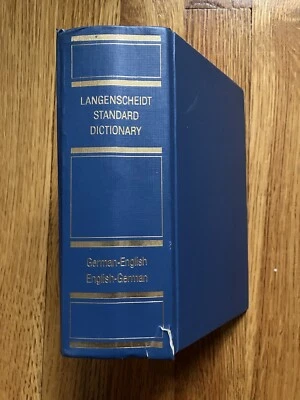 LANGENSCHEIDT
STANDARD
DICTIONARY
German-English
English-German